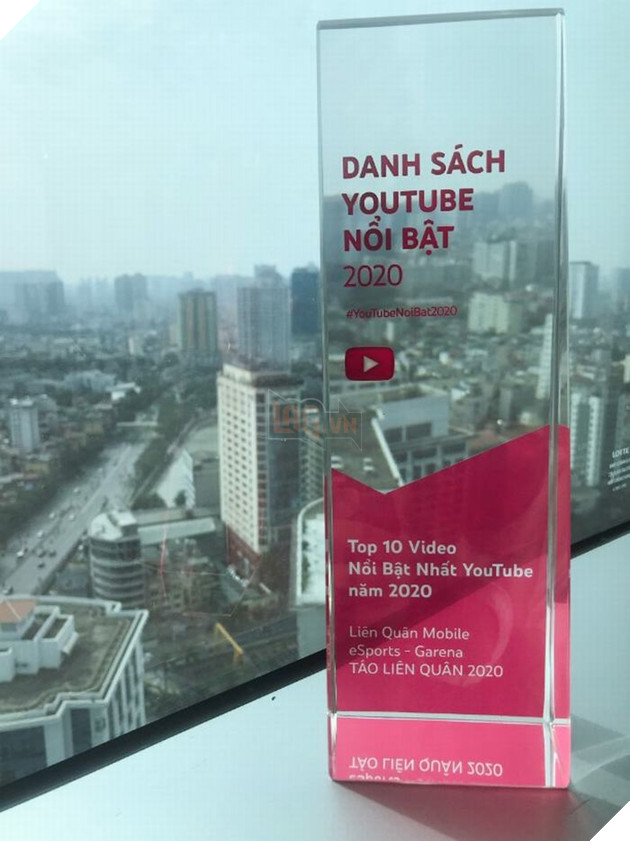 DANH SÁCH
YOUTUBE
NỔI BẬT
2020
#YouTubeNoiBat2020
Top 10 Video
Nổi Bật Nhất YouTube
năm 2020
Liên Quân Mobile
eSports - Garena
TÁO LIÊN QUÂN 2020